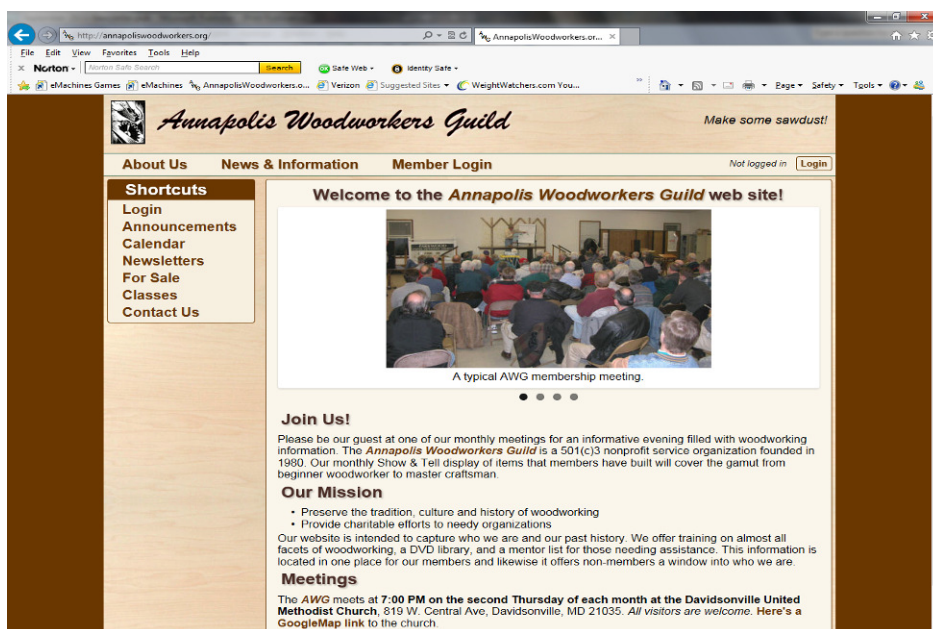 http://annapoliswoodworkers.org/
AnnapolisWoodworkers.or...
File Edit View Favorites Tools Help
Norton Norton Safe Search Search Safe Web Identity Safe
eMachines Games eMachines AnnapolisWoodworkers.o... Verizon Suggested Sites WeightWatchers.com You... Page Safety Tools
Annapolis Woodworkers Guild
Make some sawdust!
About Us News & Information Member Login
Not logged in Login
Shortcuts
Login
Announcements
Calendar
Newsletters
For Sale
Classes
Contact Us
Welcome to the Annapolis Woodworkers Guild web site!
A typical AWG membership meeting.
Join Us!
Please be our guest at one of our monthly meetings for an informative evening filled with woodworking
information. The Annapolis Woodworkers Guild is a 501(c)3 nonprofit service organization founded in
1980. Our monthly Show & Tell display of items that members have built will cover the gamut from
beginner woodworker to master craftsman.
Our Mission
• Preserve the tradition, culture and history of woodworking
• Provide charitable efforts to needy organizations
Our website is intended to capture who we are and our past history. We offer training on almost all
facets of woodworking, a DVD library, and a mentor list for those needing assistance. This information is
located in one place for our members and likewise it offers non-members a window into who we are.
Meetings
The AWG meets at 7:00 PM on the second Thursday of each month at the Davidsonville United
Methodist Church, 819 W. Central Ave, Davidsonville, MD 21035. All visitors are welcome. Here's a
GoogleMap link to the church.